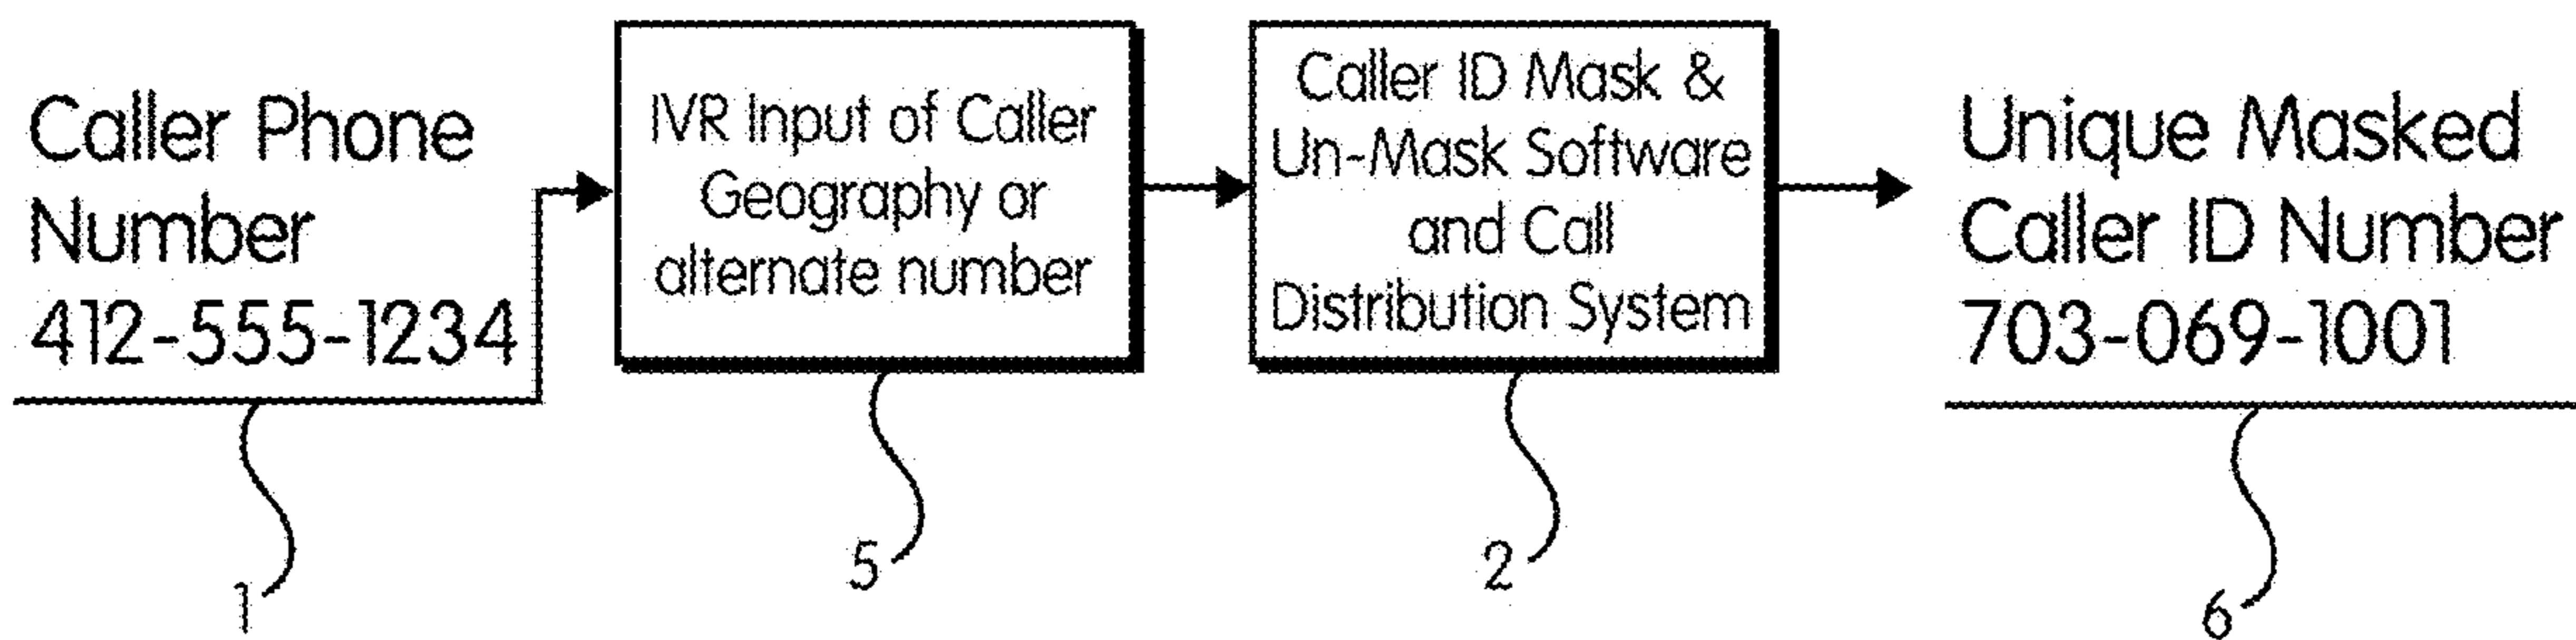 Caller Phone
Number
412-555-1234
IVR Input of Caller
Geography or
alternate number
Caller ID Mask &
Un-Mask Software
and Call
Distribution System
Unique Masked
Caller ID Number
703-069-1001
1
5
2
6